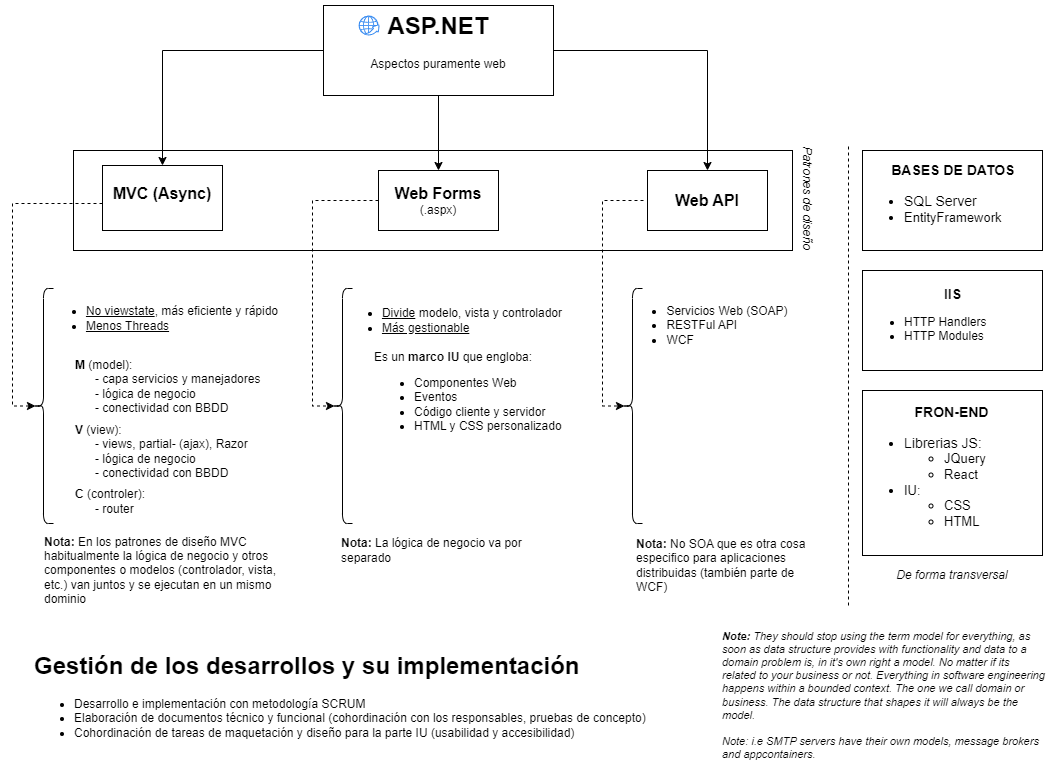 ASP.NET
Aspectos puramente web
Patrones de diseño
MVC (Async)
Web Forms
(.aspx)
Web API
• No viewstate, más eficiente y rápido
• Menos Threads
M (model):
- capa servicios y manejadores
- lógica de negocio
- conectividad con BBDD
V (view):
- views, partial- (ajax), Razor
- lógica de negocio
- conectividad con BBDD
C (controler):
- router
Nota: En los patrones de diseño MVC
habitualmente la lógica de negocio y otros
componentes o modelos (controlador, vista,
etc.) van juntos y se ejecutan en un mismo
dominio
• Divide modelo, vista y controlador
• Más gestionable
Es un marco IU que engloba:
• Componentes Web
• Eventos
• Código cliente y servidor
• HTML y CSS personalizado
Nota: La lógica de negocio va por
separado
• Servicios Web (SOAP)
• RESTFul API
• WCF
Nota: No SOA que es otra cosa
especifico para aplicaciones
distribuidas (también parte de
WCF)
BASES DE DATOS
• SQL Server
• EntityFramework
IIS
• HTTP Handlers
• HTTP Modules
FRON-END
• Librerias JS:
◦ JQuery
◦ React
• IU:
◦ CSS
◦ HTML
De forma transversal
Gestión de los desarrollos y su implementación
• Desarrollo e implementación con metodología SCRUM
• Elaboración de documentos técnico y funcional (cohordinación con los responsables, pruebas de concepto)
• Cohordinación de tareas de maquetación y diseño para la parte IU (usabilidad y accesibilidad)
Note: They should stop using the term model for everything, as
soon as data structure provides with functionality and data to a
domain problem is, in it's own right a model. No matter if its
related to your business or not. Everything in software engineering
happens within a bounded context. The one we call domain or
business. The data structure that shapes it will always be the
model.
Note: i.e SMTP servers have their own models, message brokers
and appcontainers.